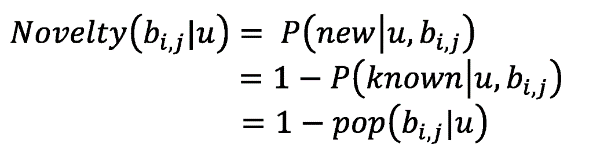 Novelty(b_{i,j}|u) = P(new|u, b_{i,j})
= 1 − P(known|u, b_{i,j})
= 1 − pop(b_{i,j}|u)